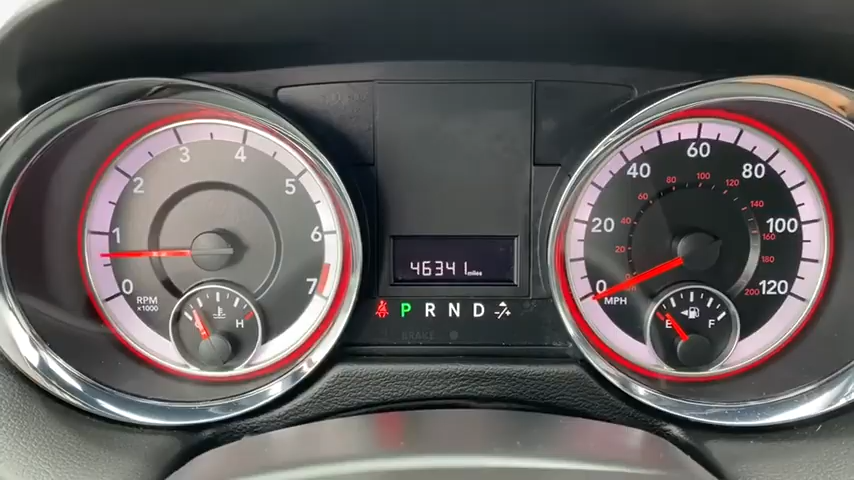 0 1 2 3 4 5 6 7
RPM
x1000
C H
46341 miles
P R N D -/+
BRAKE
0 20 40 60 80 100 120
MPH
20 40 60 80 100 120 140 160 180 200
E F